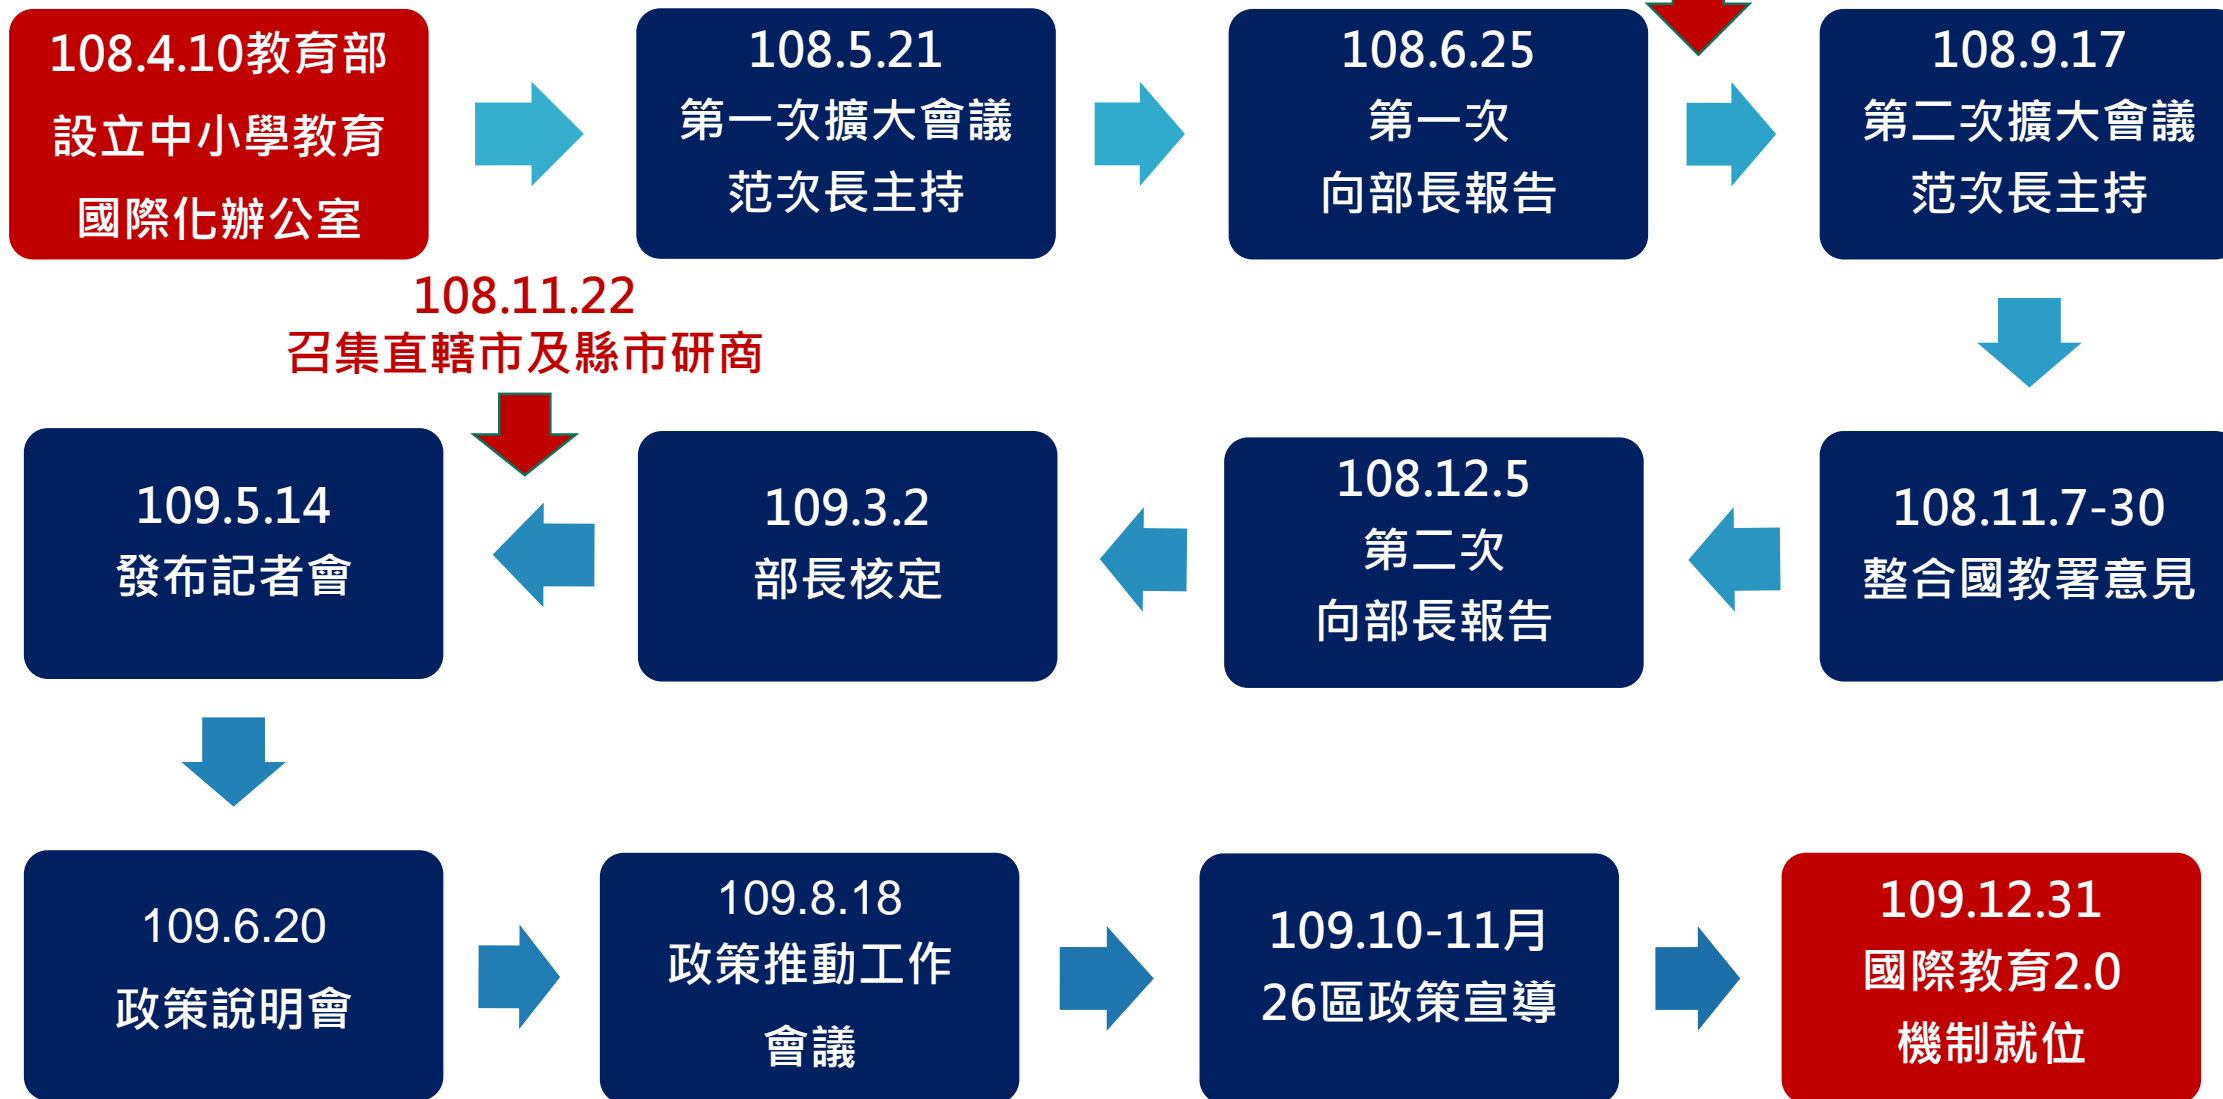 108.4.10教育部
設立中小學教育
國際化辦公室
108.5.21
第一次擴大會議
范次長主持
108.6.25
第一次
向部長報告
108.9.17
第二次擴大會議
范次長主持
108.11.22
召集直轄市及縣市研商
108.11.7-30
整合國教署意見
108.12.5
第二次
向部長報告
109.3.2
部長核定
109.5.14
發布記者會
109.6.20
政策說明會
109.8.18
政策推動工作
會議
109.10-11月
26區政策宣導
109.12.31
國際教育2.0
機制就位